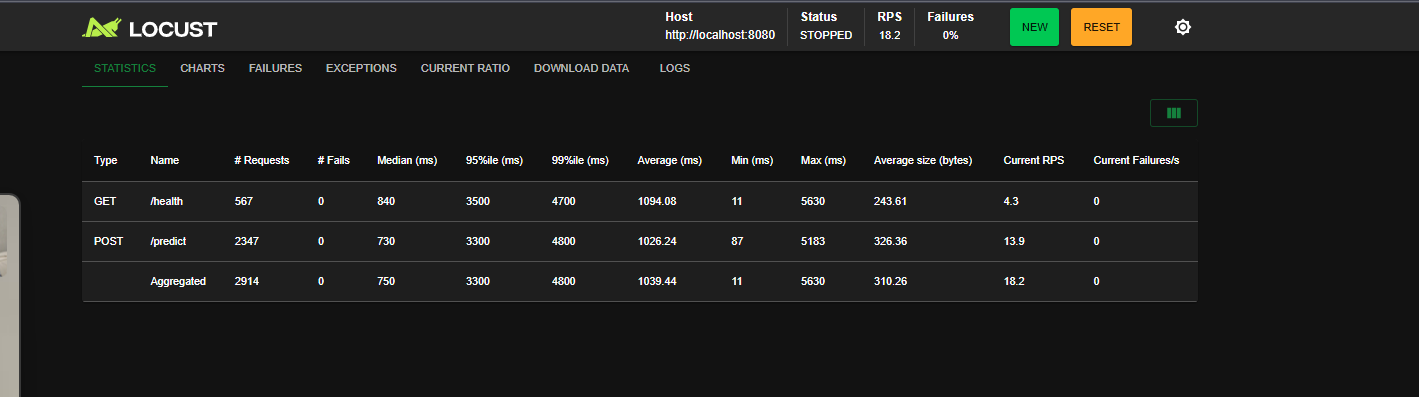 LOCUST
Host Status RPS Failures
http://localhost:8080 STOPPED 18.2 0%
NEW RESET
STATISTICS CHARTS FAILURES EXCEPTIONS CURRENT RATIO DOWNLOAD DATA LOGS
Type Name # Requests # Fails Median (ms) 95%ile (ms) 99%ile (ms) Average (ms) Min (ms) Max (ms) Average size (bytes) Current RPS Current Failures/s
GET /health 567 0 840 3500 4700 1094.08 11 5630 243.61 4.3 0
POST /predict 2347 0 730 3300 4800 1026.24 87 5183 326.36 13.9 0
Aggregated 2914 0 750 3300 4800 1039.44 11 5630 310.26 18.2 0